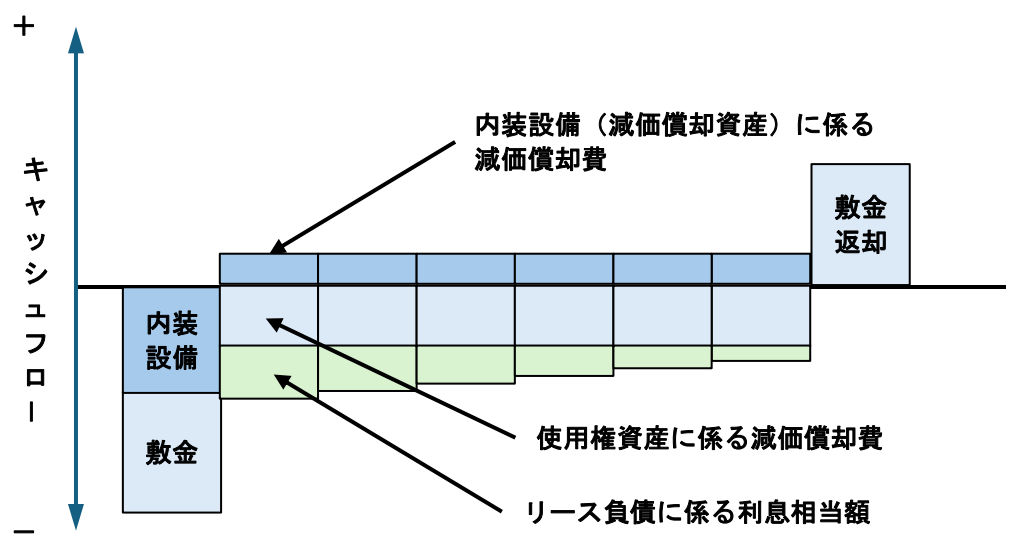 ＋
キャッシュフロー
内装設備（減価償却資産）に係る
減価償却費
敷金
返却
内装
設備
敷金
使用権資産に係る減価償却費
リース負債に係る利息相当額
－